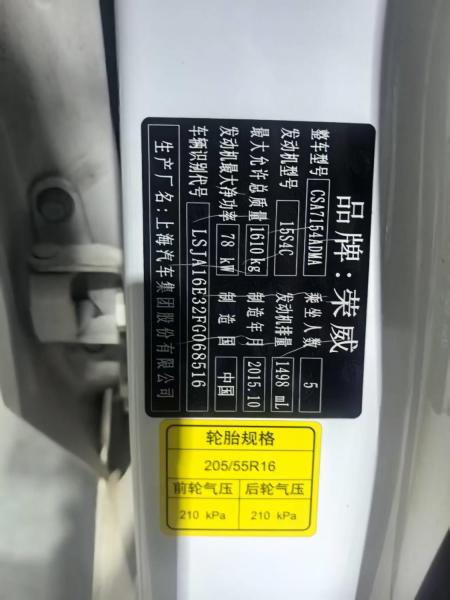 品牌：荣威
整车型号 CSA7154ADMA 乘坐人数 5
发动机型号 15S4C 发动机排量 1498 mL
最大允许总质量 1610kg 制造年月 2015.10
发动机最大净功率 78 kW 制造国 中国
车辆识别代号 LSJA16E32FG068516
生产厂名：上海汽车集团股份有限公司
轮胎规格
205/55R16
前轮气压 后轮气压
210 kPa 210 kPa